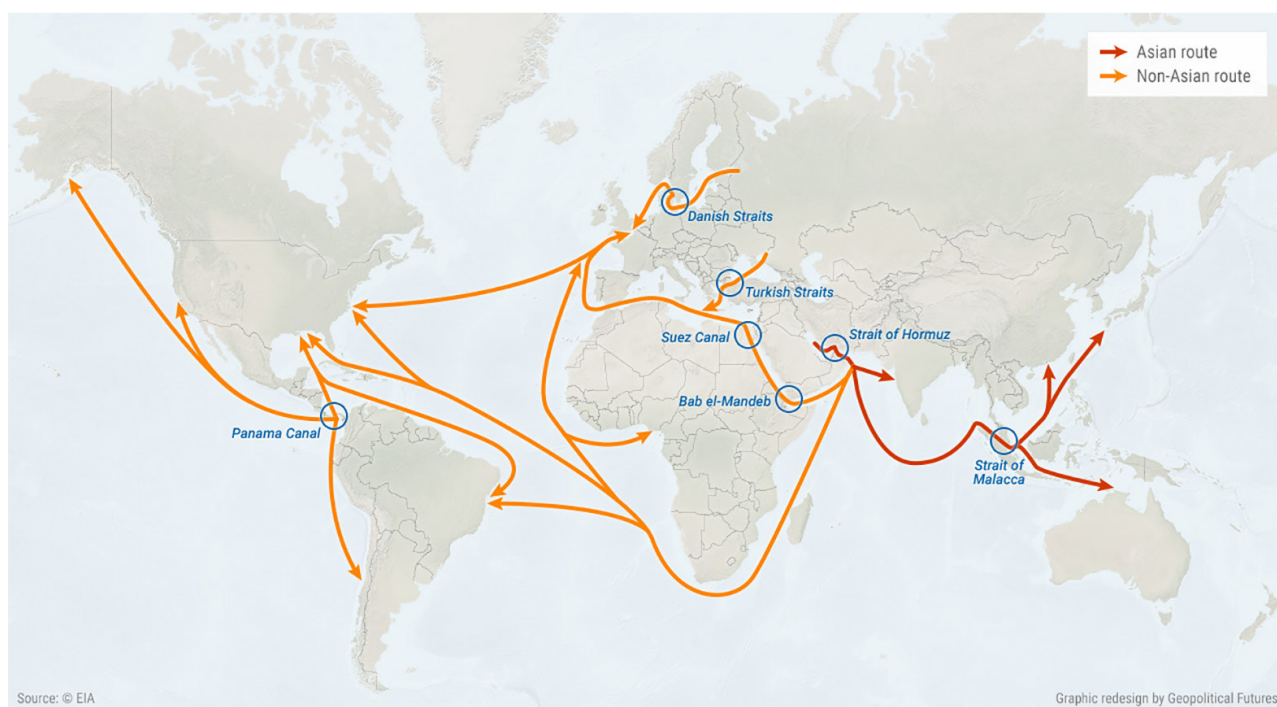 Asian route
Non-Asian route
Danish Straits
Turkish Straits
Suez Canal
Strait of Hormuz
Bab el-Mandeb
Panama Canal
Strait of
Malacca
Source: © EIA
Graphic redesign by Geopolitical Futures